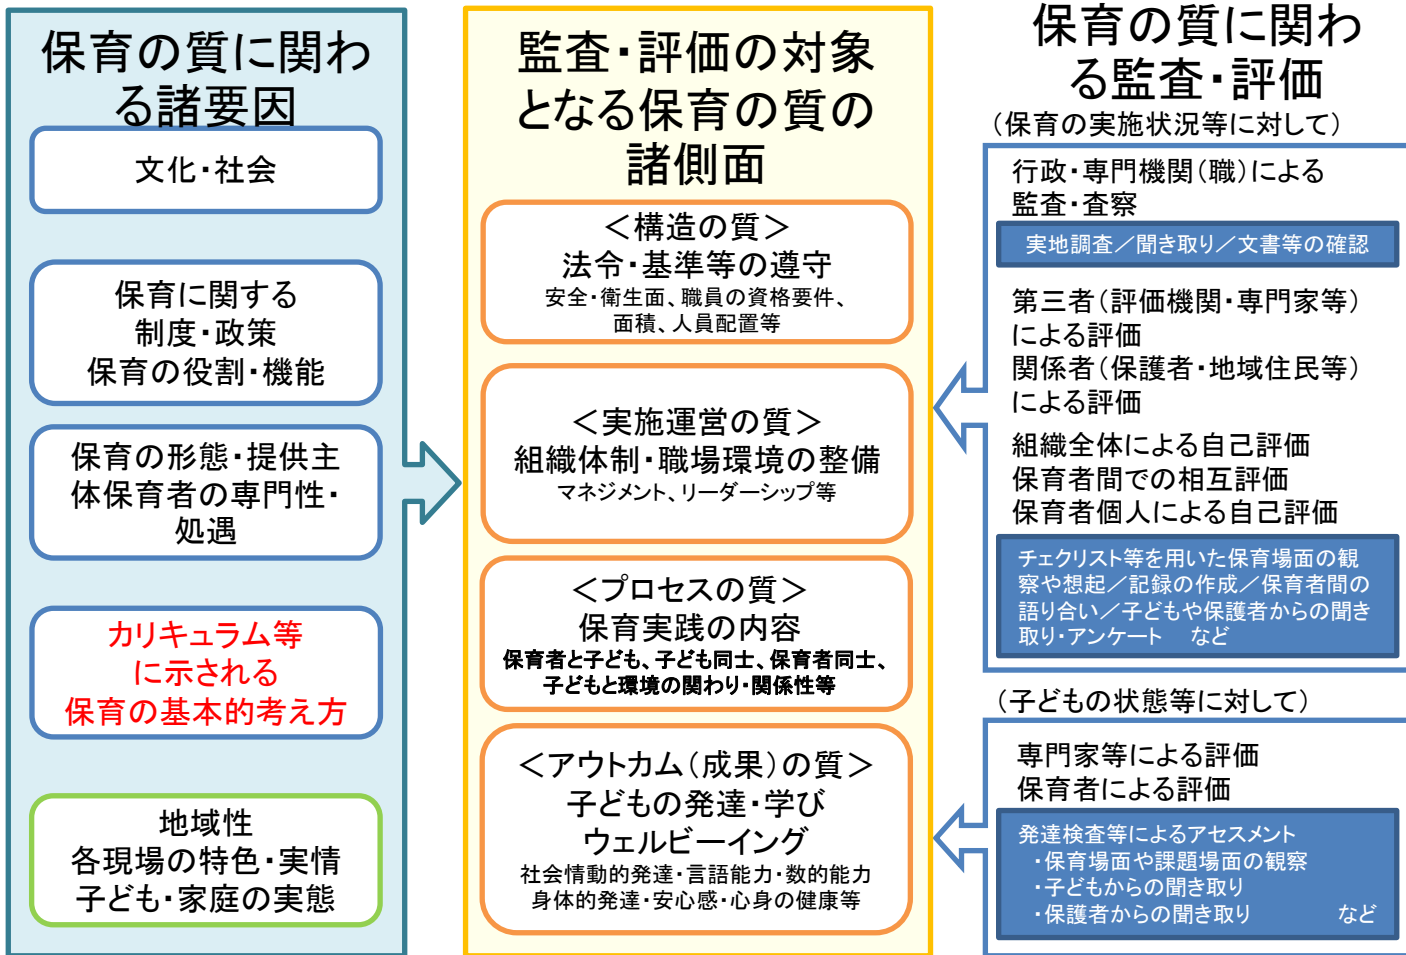 保育の質に関わ
る諸要因
文化・社会
保育に関する
制度・政策
保育の役割・機能
保育の形態・提供主
体保育者の専門性・
処遇
カリキュラム等
に示される
保育の基本的考え方
地域性
各現場の特色・実情
子ども・家庭の実態
監査・評価の対象
となる保育の質の
諸側面
＜構造の質＞
法令・基準等の遵守
安全・衛生面、職員の資格要件、
面積、人員配置等
＜実施運営の質＞
組織体制・職場環境の整備
マネジメント、リーダーシップ等
＜プロセスの質＞
保育実践の内容
保育者と子ども、子ども同士、保育者同士、
子どもと環境の関わり・関係性等
＜アウトカム（成果）の質＞
子どもの発達・学び
ウェルビーイング
社会情動的発達・言語能力・数的能力
身体的発達・安心感・心身の健康等
保育の質に関わ
る監査・評価
（保育の実施状況等に対して）
行政・専門機関（職）による
監査・査察
実地調査／聞き取り／文書等の確認
第三者（評価機関・専門家等）
による評価
関係者（保護者・地域住民等）
による評価
組織全体による自己評価
保育者間での相互評価
保育者個人による自己評価
チェクリスト等を用いた保育場面の観
察や想起／記録の作成／保育者間の
語り合い／子どもや保護者からの聞き
取り・アンケート　など
（子どもの状態等に対して）
専門家等による評価
保育者による評価
発達検査等によるアセスメント
・保育場面や課題場面の観察
・子どもからの聞き取り
・保護者からの聞き取り　　　など